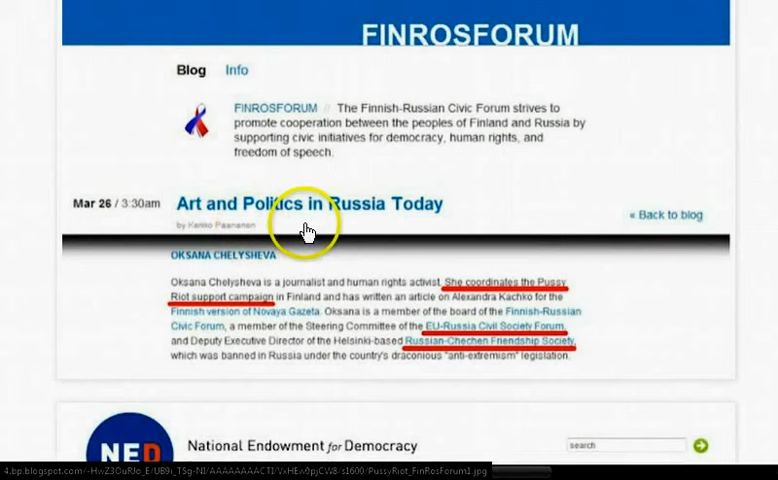 FINROSFORUM
Blog Info
FINROSFORUM // The Finnish-Russian Civic Forum strives to
promote cooperation between the peoples of Finland and Russia by
supporting civic initiatives for democracy, human rights, and
freedom of speech.
Mar 26 / 3:30am Art and Politics in Russia Today
« Back to blog
by Kerkko Paananen
OKSANA CHELYSHEVA
Oksana Chelysheva is a journalist and human rights activist. She coordinates the Pussy
Riot support campaign in Finland and has written an article on Alexandra Kachko for the
Finnish version of Novaya Gazeta. Oksana is a member of the board of the Finnish-Russian
Civic Forum, a member of the Steering Committee of the EU-Russia Civil Society Forum,
and Deputy Executive Director of the Helsinki-based Russian-Chechen Friendship Society,
which was banned in Russia under the country's draconious "anti-extremism" legislation.
NED National Endowment for Democracy
search